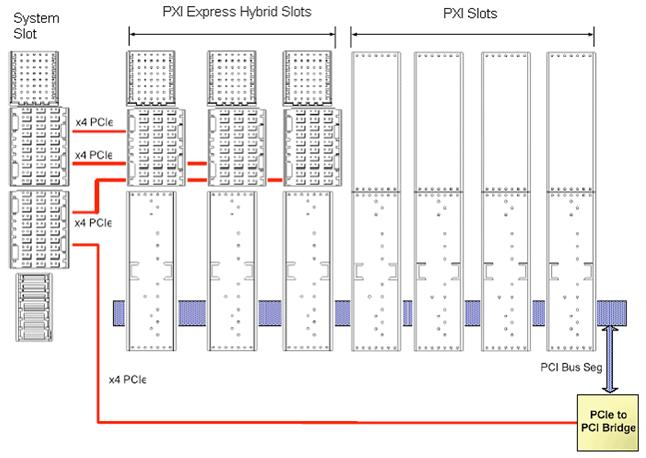 System
Slot
PXI Express Hybrid Slots
PXI Slots
x4 PCIe
x4 PCIe
x4 PCIe
x4 PCIe
PCI Bus Seg
PCIe to
PCI Bridge